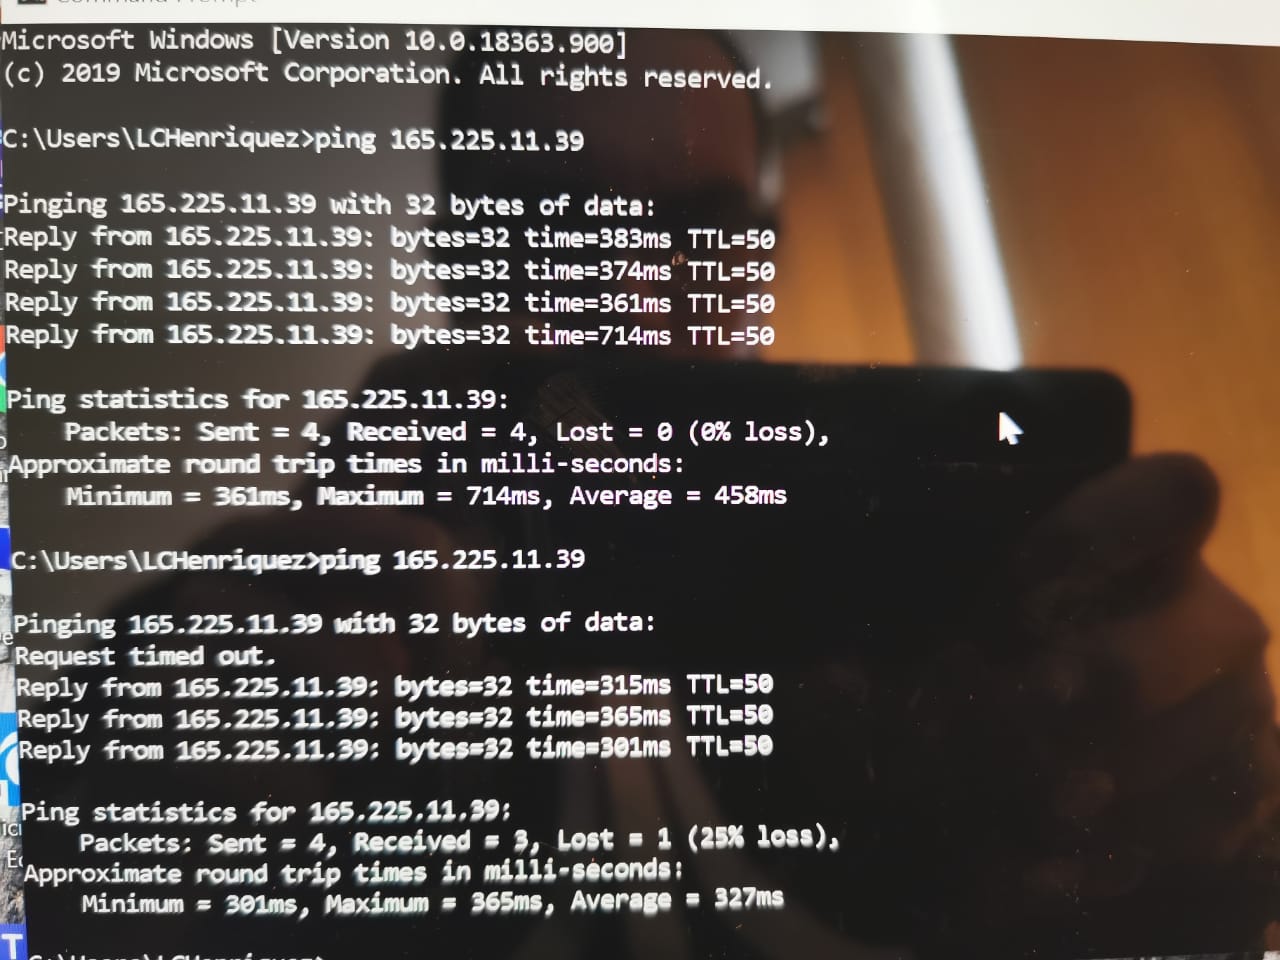 Command Prompt
Microsoft Windows [Version 10.0.18363.900]
(c) 2019 Microsoft Corporation. All rights reserved.
C:\Users\LCHenriquez>ping 165.225.11.39
Pinging 165.225.11.39 with 32 bytes of data:
Reply from 165.225.11.39: bytes=32 time=383ms TTL=50
Reply from 165.225.11.39: bytes=32 time=374ms TTL=50
Reply from 165.225.11.39: bytes=32 time=361ms TTL=50
Reply from 165.225.11.39: bytes=32 time=714ms TTL=50
Ping statistics for 165.225.11.39:
Packets: Sent = 4, Received = 4, Lost = 0 (0% loss),
Approximate round trip times in milli-seconds:
Minimum = 361ms, Maximum = 714ms, Average = 458ms
C:\Users\LCHenriquez>ping 165.225.11.39
Pinging 165.225.11.39 with 32 bytes of data:
Request timed out.
Reply from 165.225.11.39: bytes=32 time=315ms TTL=50
Reply from 165.225.11.39: bytes=32 time=365ms TTL=50
Reply from 165.225.11.39: bytes=32 time=301ms TTL=50
Ping statistics for 165.225.11.39:
Packets: Sent = 4, Received = 3, Lost = 1 (25% loss),
Approximate round trip times in milli-seconds:
Minimum = 301ms, Maximum = 365ms, Average = 327ms
C:\Users\LCHenriquez>